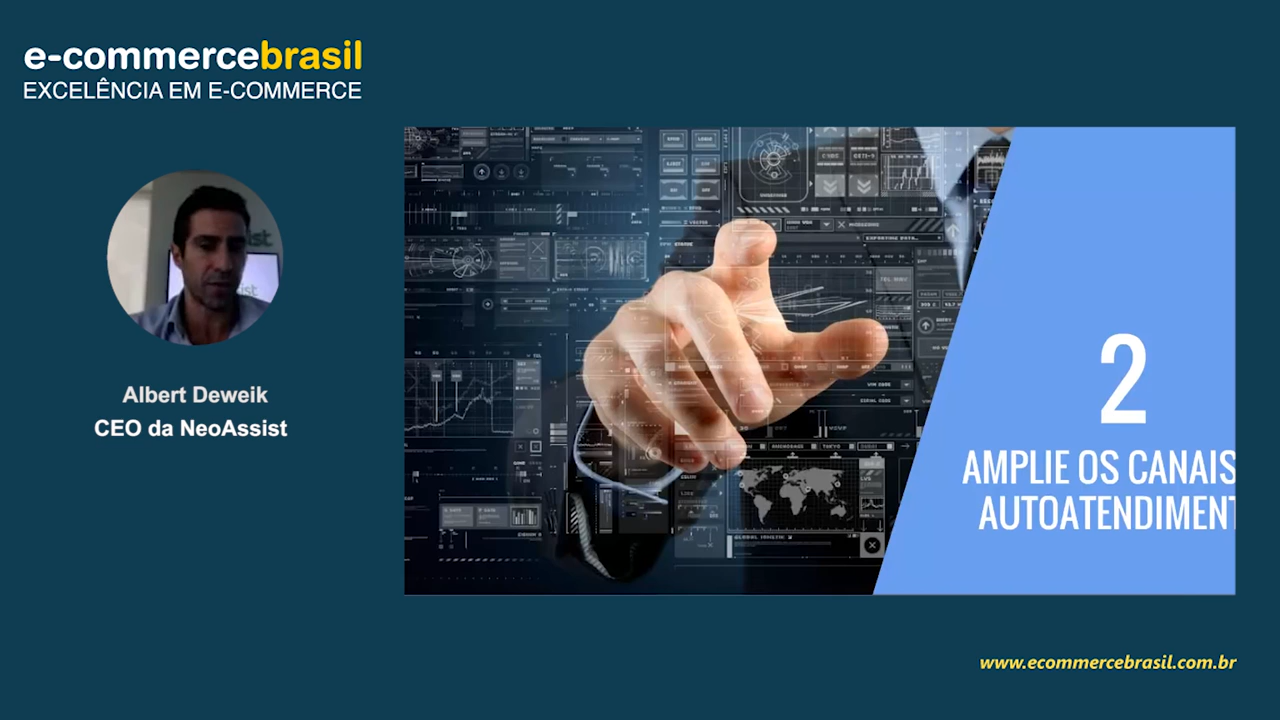 e-commercebrasil
EXCELÊNCIA EM E-COMMERCE
Albert Deweik
CEO da NeoAssist
2
AMPLIE OS CANAIS
AUTOATENDIMENT
www.ecommercebrasil.com.br